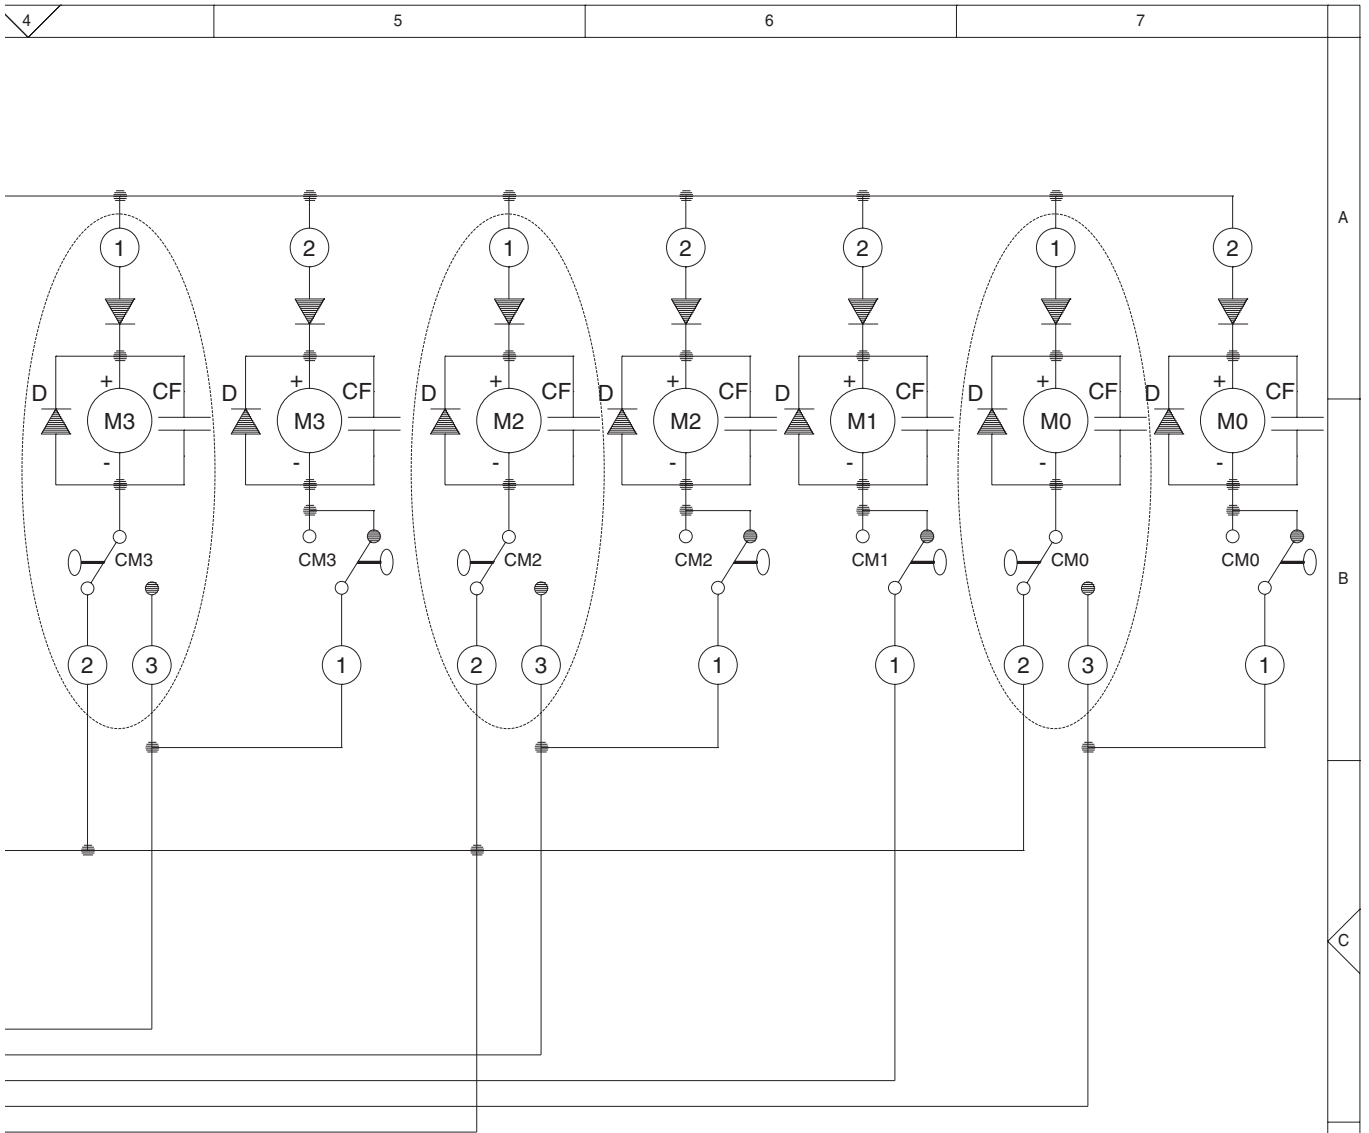 4 5 6 7
A
1 2 1 2 2 1 2
+ + + + + + +
D CF D CF D CF D CF D CF D CF D CF
M3 M3 M2 M2 M1 M0 M0
- - - - - - -
CM3 CM3 CM2 CM2 CM1 CM0 CM0
B
2 3 1 2 3 1 1 2 3 1
C